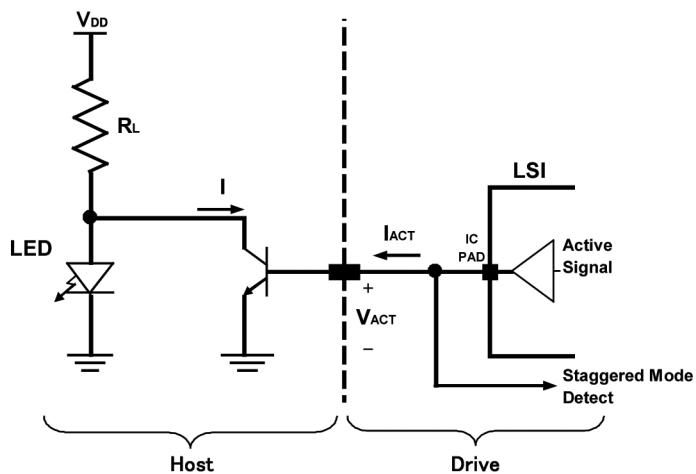 VDD
RL
I
LED
LSI
IACT
IC
PAD
Active
Signal
+
VACT
−
Staggered Mode
Detect
Host
Drive